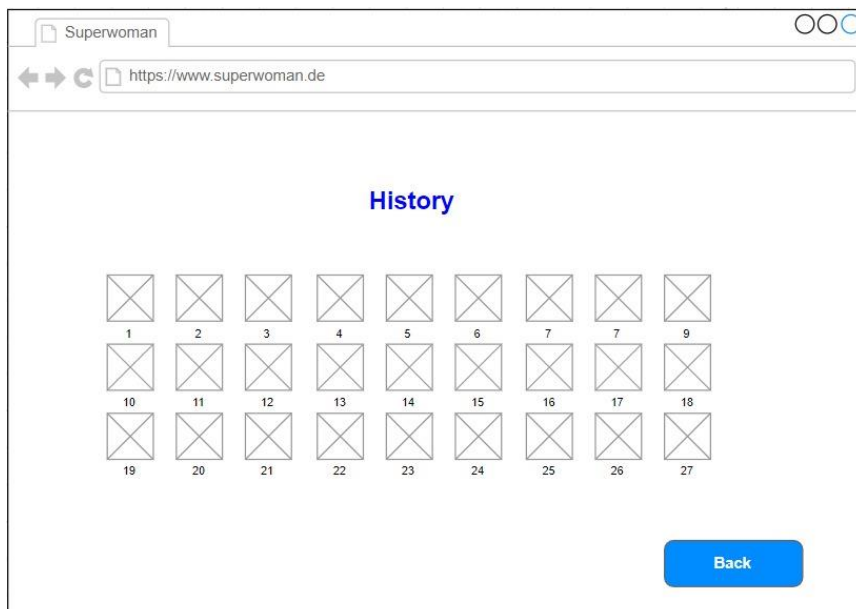 Superwoman
https://www.superwoman.de
History
1 2 3 4 5 6 7 7 9
10 11 12 13 14 15 16 17 18
19 20 21 22 23 24 25 26 27
Back